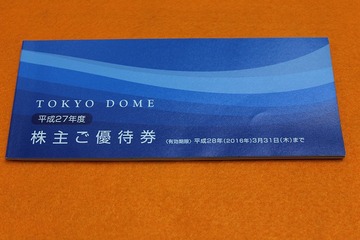 TOKYO DOME
平成27年度
株主ご優待券 〈有効期限〉平成28年(2016年)3月31日(木)まで